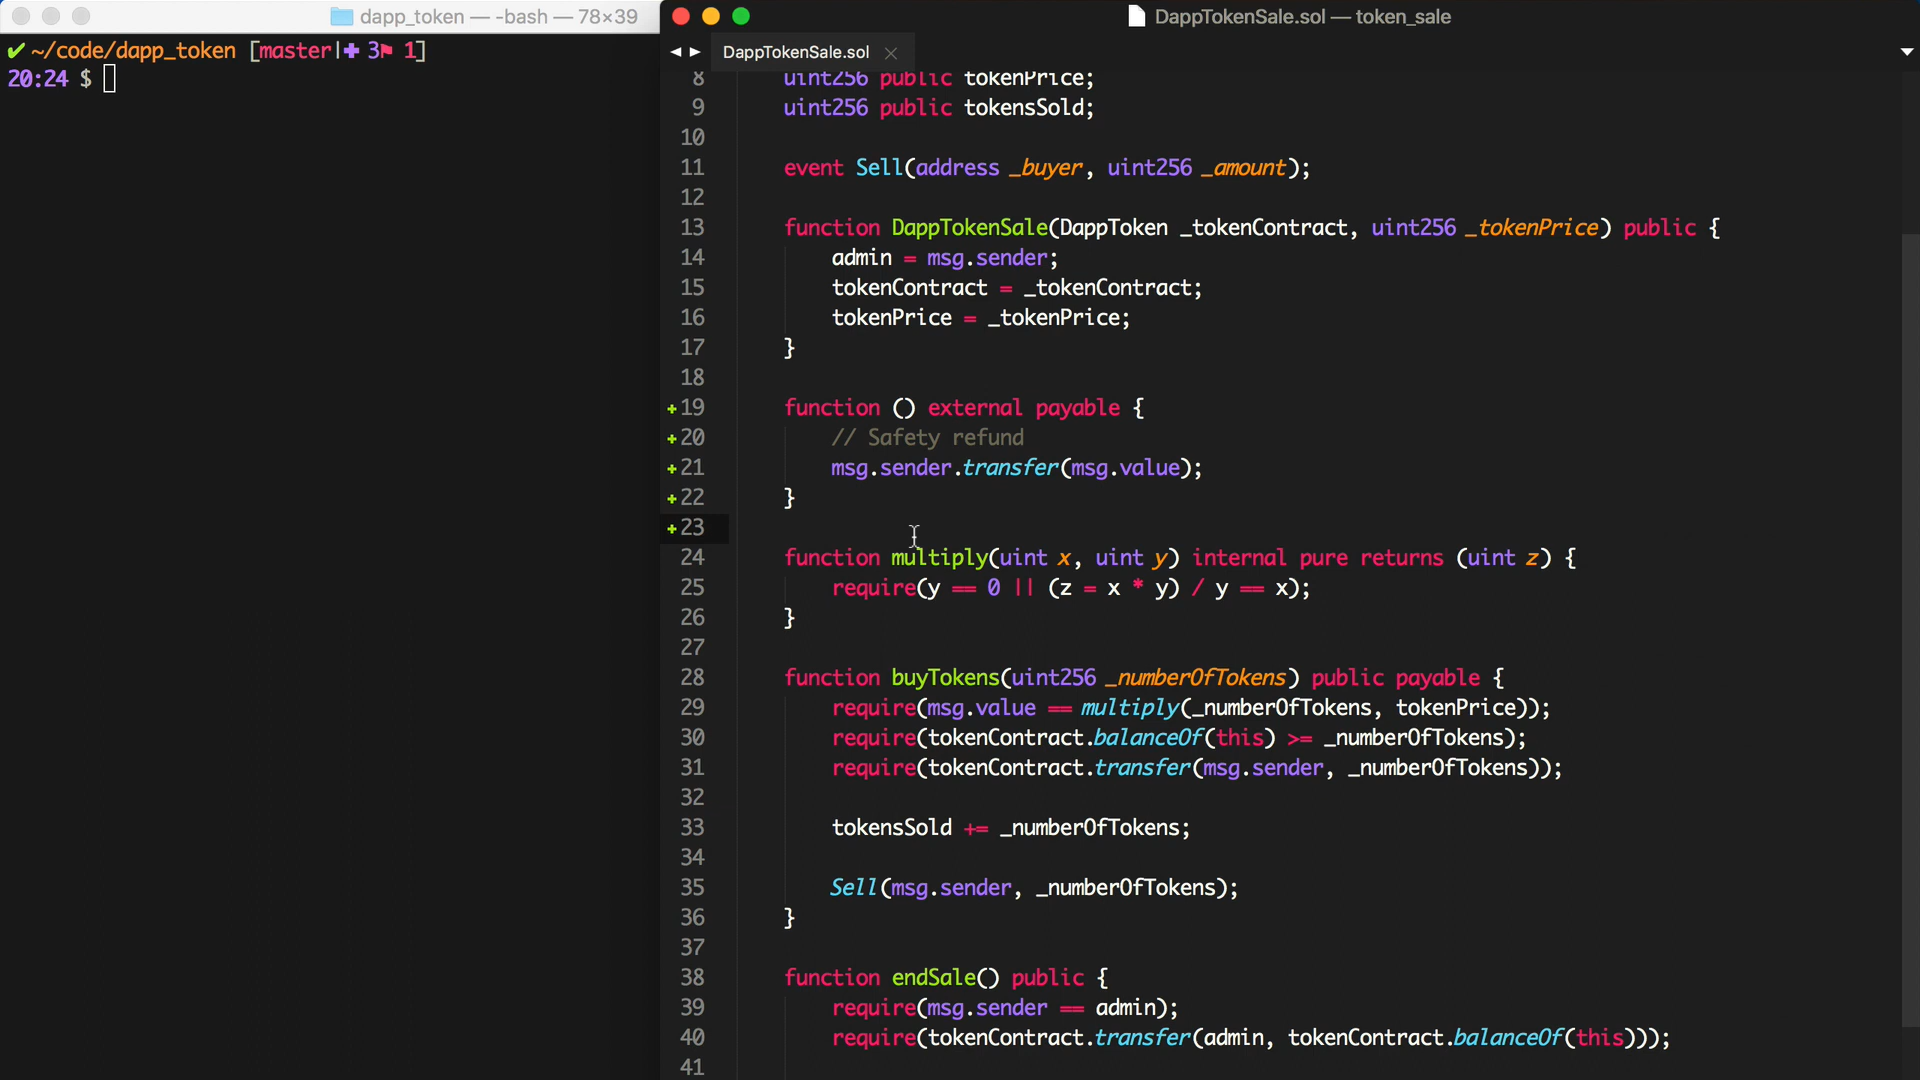 dapp_token — -bash — 78×39
✔ ~/code/dapp_token [master|✚ 3⚑ 1]
20:24 $
DappTokenSale.sol — token_sale
DappTokenSale.sol
8 uint256 public tokenPrice;
9 uint256 public tokensSold;
10
11 event Sell(address _buyer, uint256 _amount);
12
13 function DappTokenSale(DappToken _tokenContract, uint256 _tokenPrice) public {
14 admin = msg.sender;
15 tokenContract = _tokenContract;
16 tokenPrice = _tokenPrice;
17 }
18
+19 function () external payable {
+20 // Safety refund
+21 msg.sender.transfer(msg.value);
+22 }
+23
24 function multiply(uint x, uint y) internal pure returns (uint z) {
25 require(y == 0 || (z = x * y) / y == x);
26 }
27
28 function buyTokens(uint256 _numberOfTokens) public payable {
29 require(msg.value == multiply(_numberOfTokens, tokenPrice));
30 require(tokenContract.balanceOf(this) >= _numberOfTokens);
31 require(tokenContract.transfer(msg.sender, _numberOfTokens));
32
33 tokensSold += _numberOfTokens;
34
35 Sell(msg.sender, _numberOfTokens);
36 }
37
38 function endSale() public {
39 require(msg.sender == admin);
40 require(tokenContract.transfer(admin, tokenContract.balanceOf(this)));
41